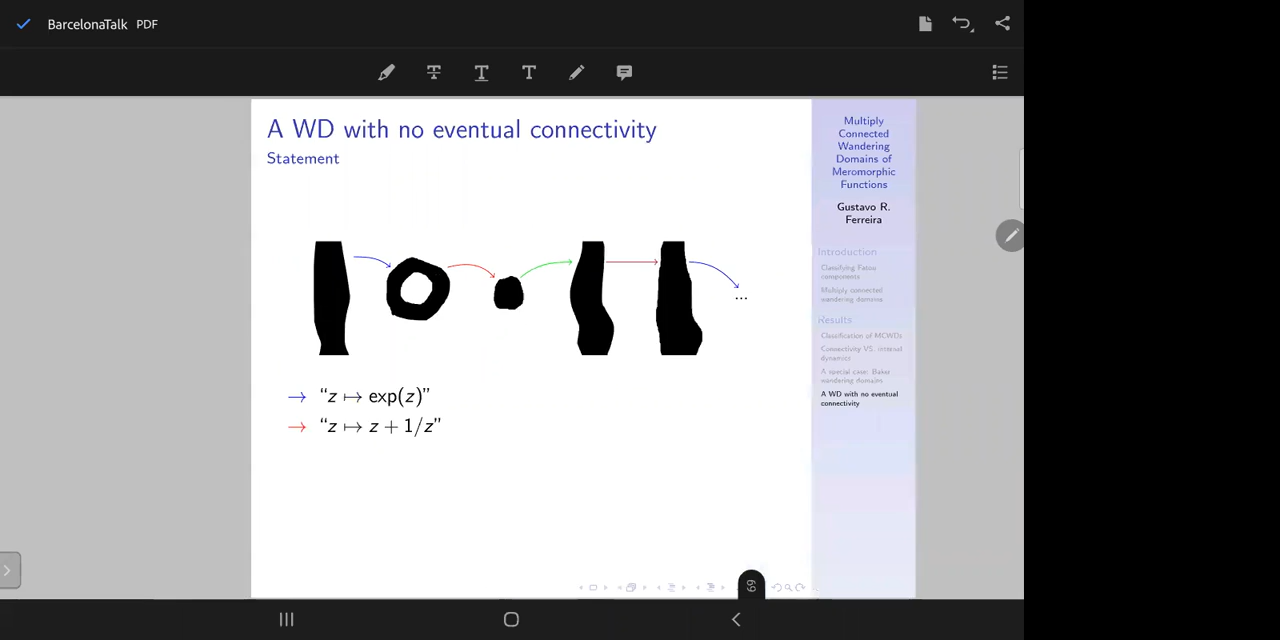 BarcelonaTalk PDF
A WD with no eventual connectivity
Statement
...
→ “z ↦ exp(z)”
→ “z ↦ z + 1/z”
Multiply
Connected
Wandering
Domains of
Meromorphic
Functions
Gustavo R.
Ferreira
Introduction
Classifying Fatou
components
Multiply connected
wandering domains
Results
Classification of MCWDs
Connectivity VS. internal
dynamics
A special case: Baker
wandering domains
A WD with no eventual
connectivity
69